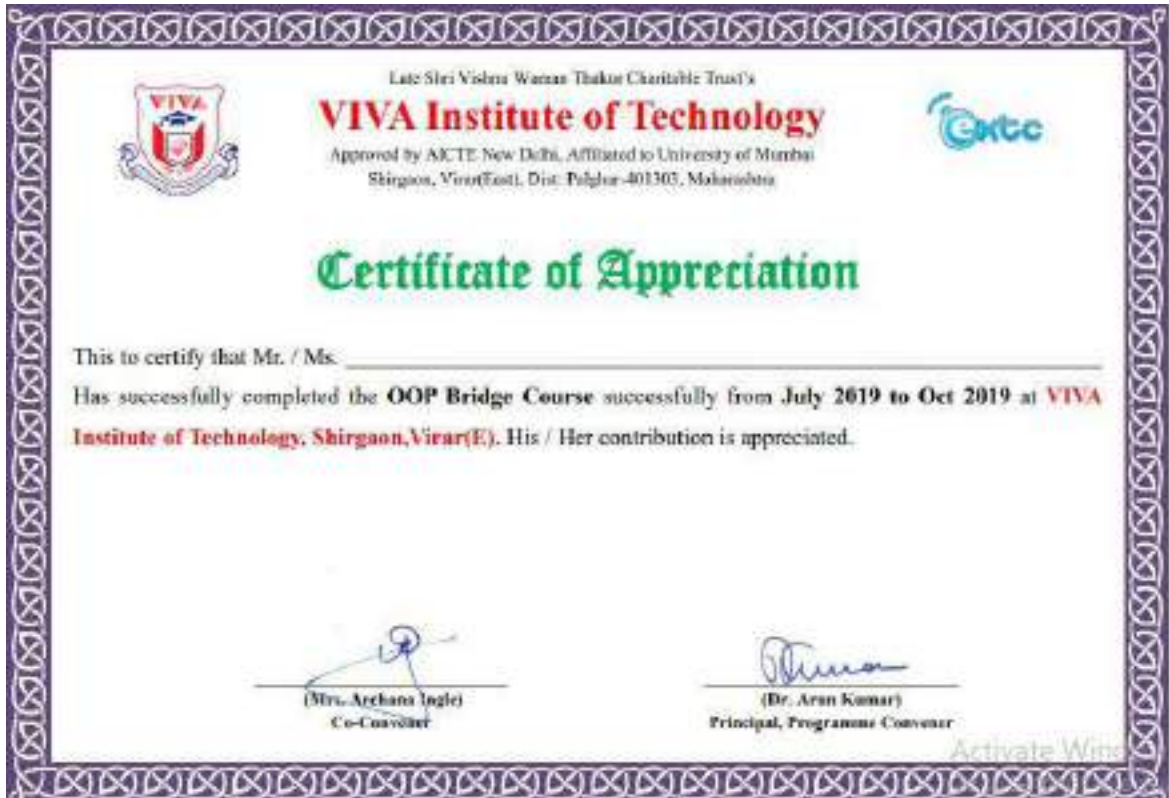 VIVA
Late Shri Vishnu Waman Thakur Charitable Trust's
VIVA Institute of Technology
Approved by AICTE New Delhi, Affiliated to University of Mumbai
Shirgaon, Virar(East), Dist: Palghar-401303, Maharashtra
extc
Certificate of Appreciation
This to certify that Mr. / Ms.
Has successfully completed the OOP Bridge Course successfully from July 2019 to Oct 2019 at VIVA
Institute of Technology, Shirgaon,Virar(E). His / Her contribution is appreciated.
(Mrs. Archana Ingle)
Co-Convener
(Dr. Arun Kumar)
Principal, Programme Convener
Activate Wind